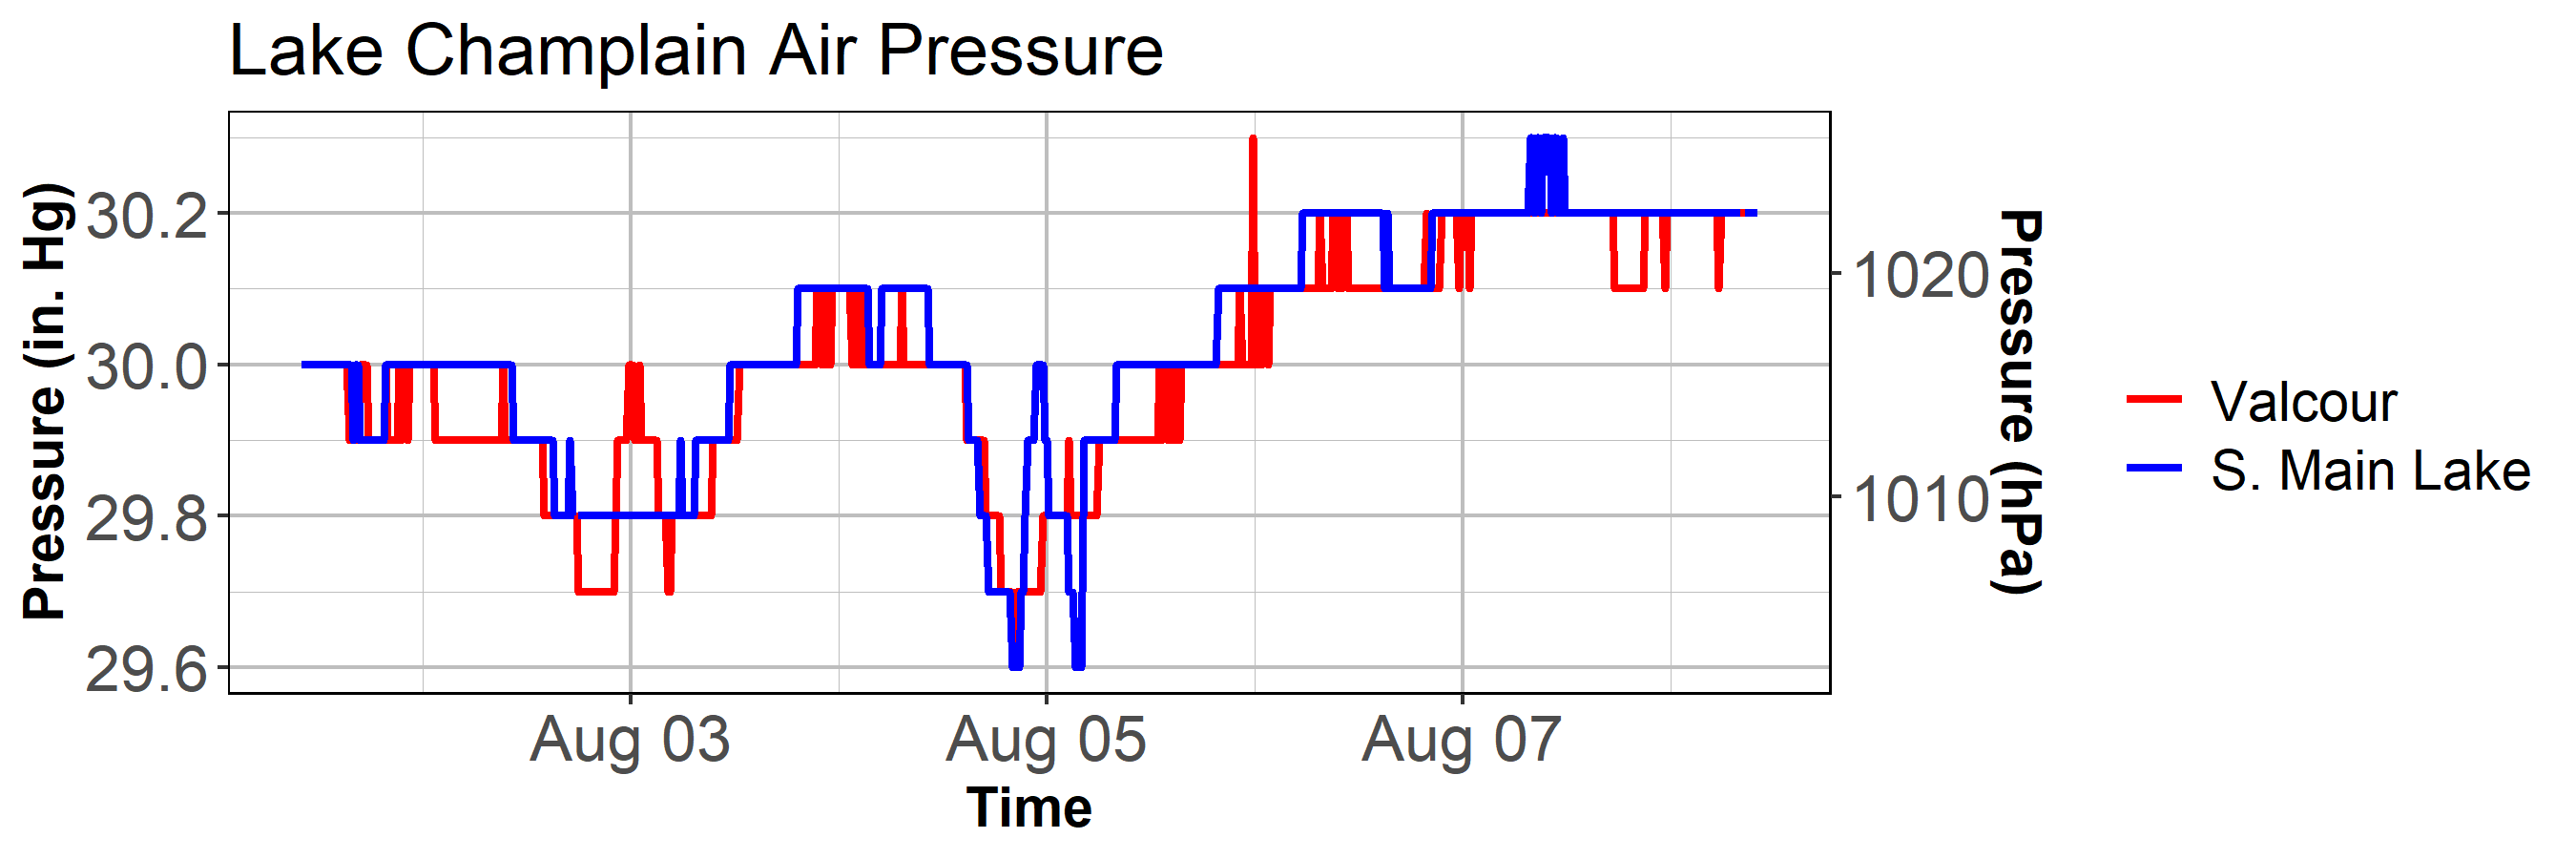 Lake Champlain Air Pressure
Pressure (in. Hg)
30.2
30.0
29.8
29.6
1020
1010
Pressure (hPa)
Valcour
S. Main Lake
Aug 03
Aug 05
Aug 07
Time